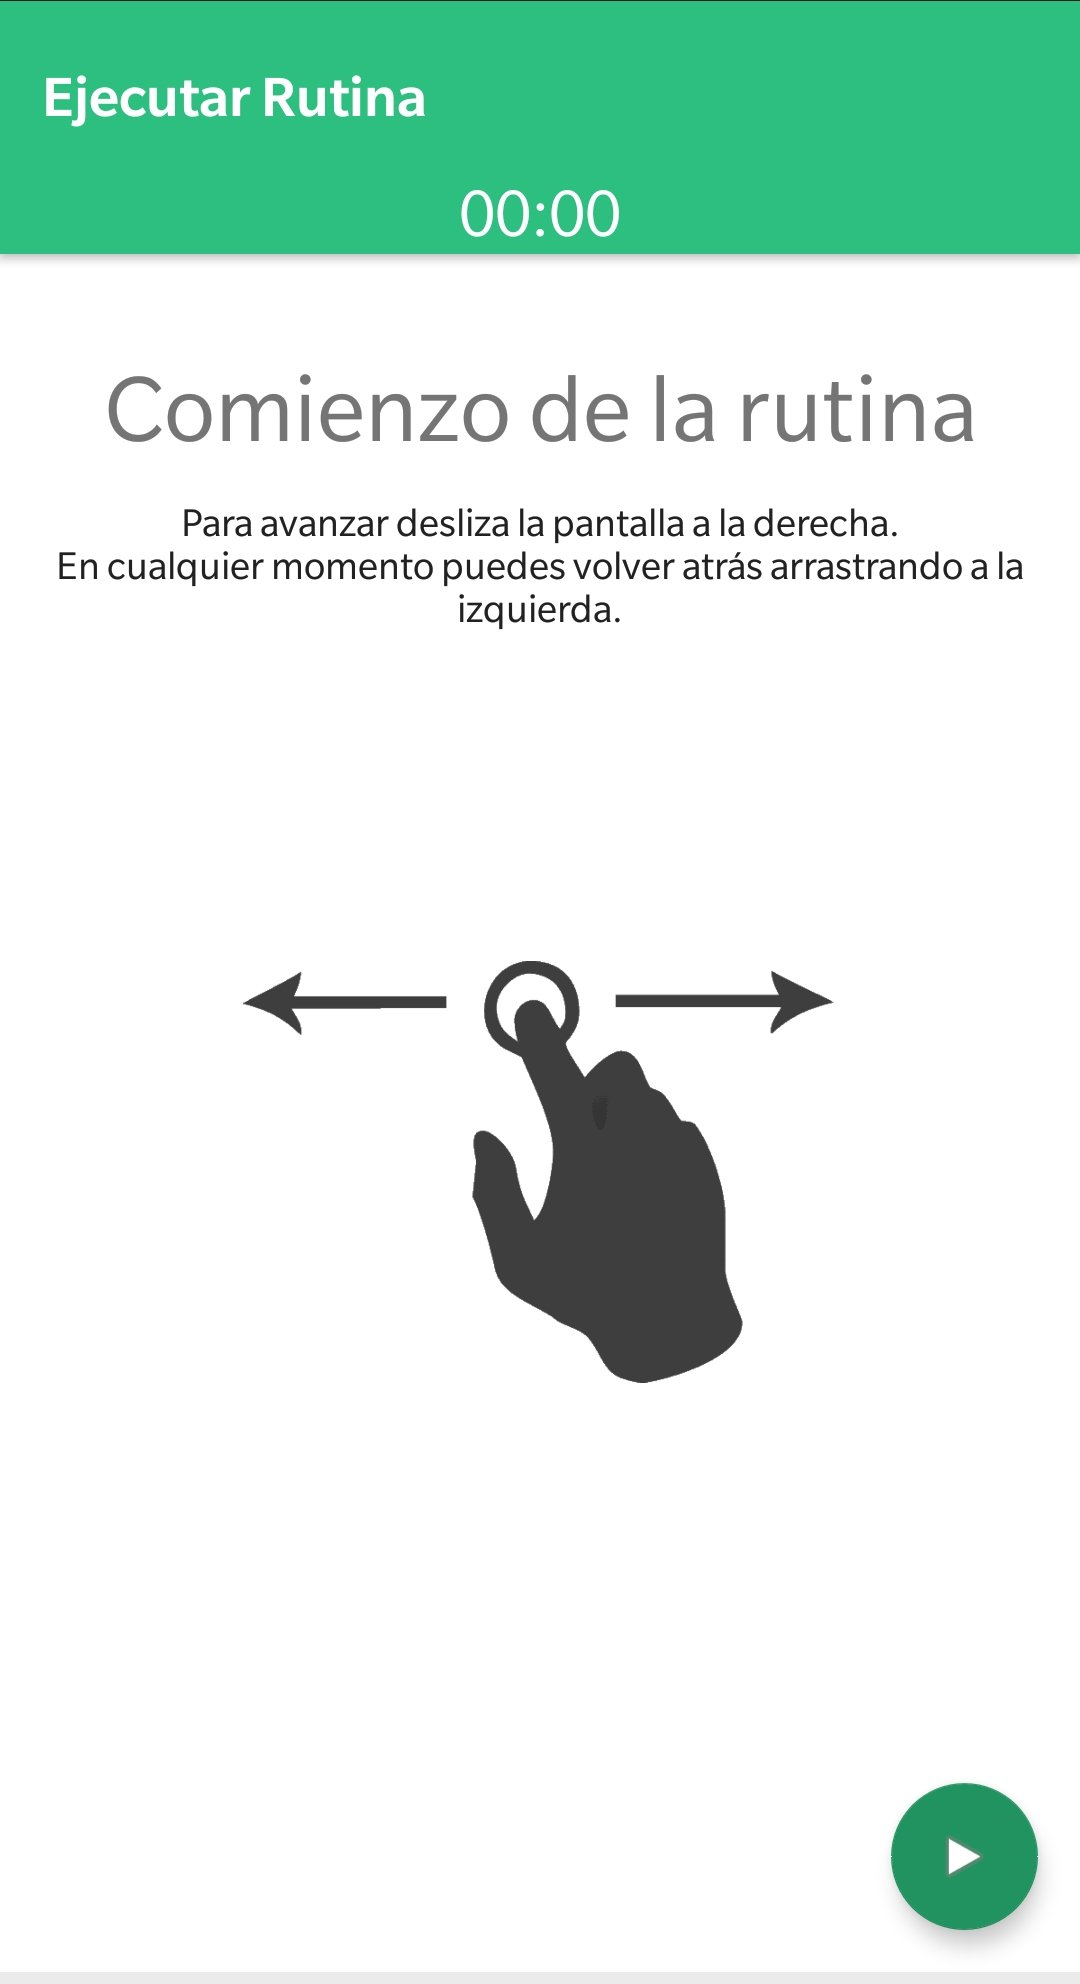 Ejecutar Rutina
00:00
Comienzo de la rutina
Para avanzar desliza la pantalla a la derecha.
En cualquier momento puedes volver atrás arrastrando a la
izquierda.